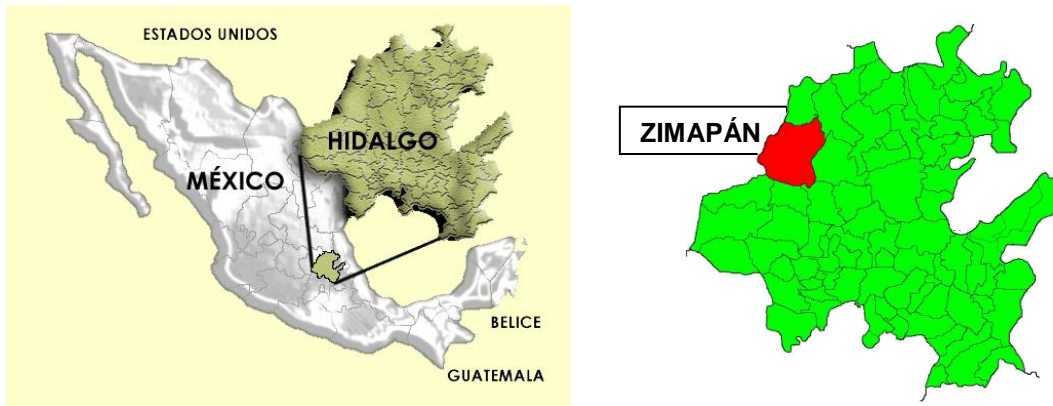 ESTADOS UNIDOS
HIDALGO
MÉXICO
BELICE
GUATEMALA
ZIMAPÁN